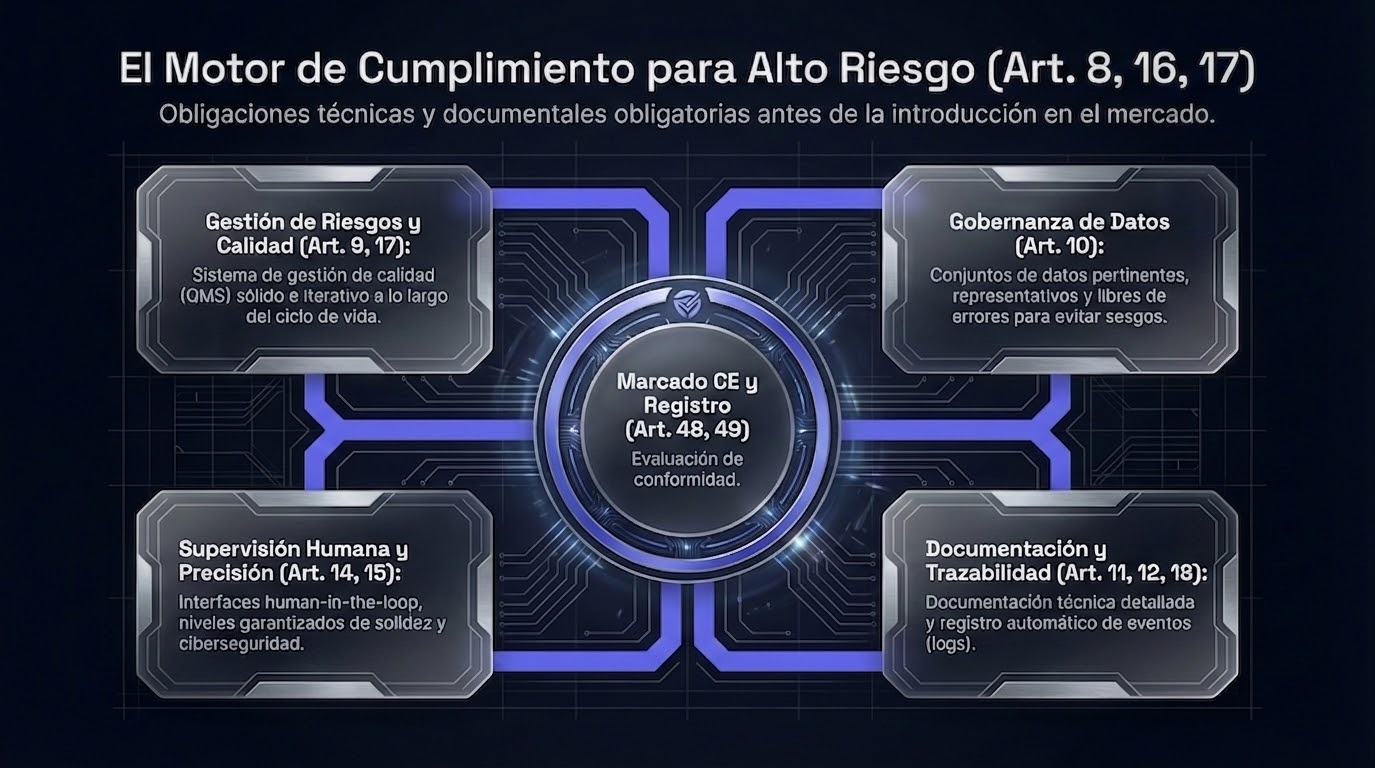 El Motor de Cumplimiento para Alto Riesgo (Art. 8, 16, 17)
Obligaciones técnicas y documentales obligatorias antes de la introducción en el mercado.
Gestión de Riesgos y
Calidad (Art. 9, 17):
Sistema de gestión de calidad
(QMS) sólido e iterativo a lo largo
del ciclo de vida.
Gobernanza de Datos
(Art. 10):
Conjuntos de datos pertinentes,
representativos y libres de
errores para evitar sesgos.
Marcado CE y
Registro
(Art. 48, 49)
Evaluación de
conformidad.
Supervisión Humana y
Precisión (Art. 14, 15):
Interfaces human-in-the-loop,
niveles garantizados de solidez y
ciberseguridad.
Documentación y
Trazabilidad (Art. 11, 12, 18):
Documentación técnica detallada
y registro automático de eventos
(logs).